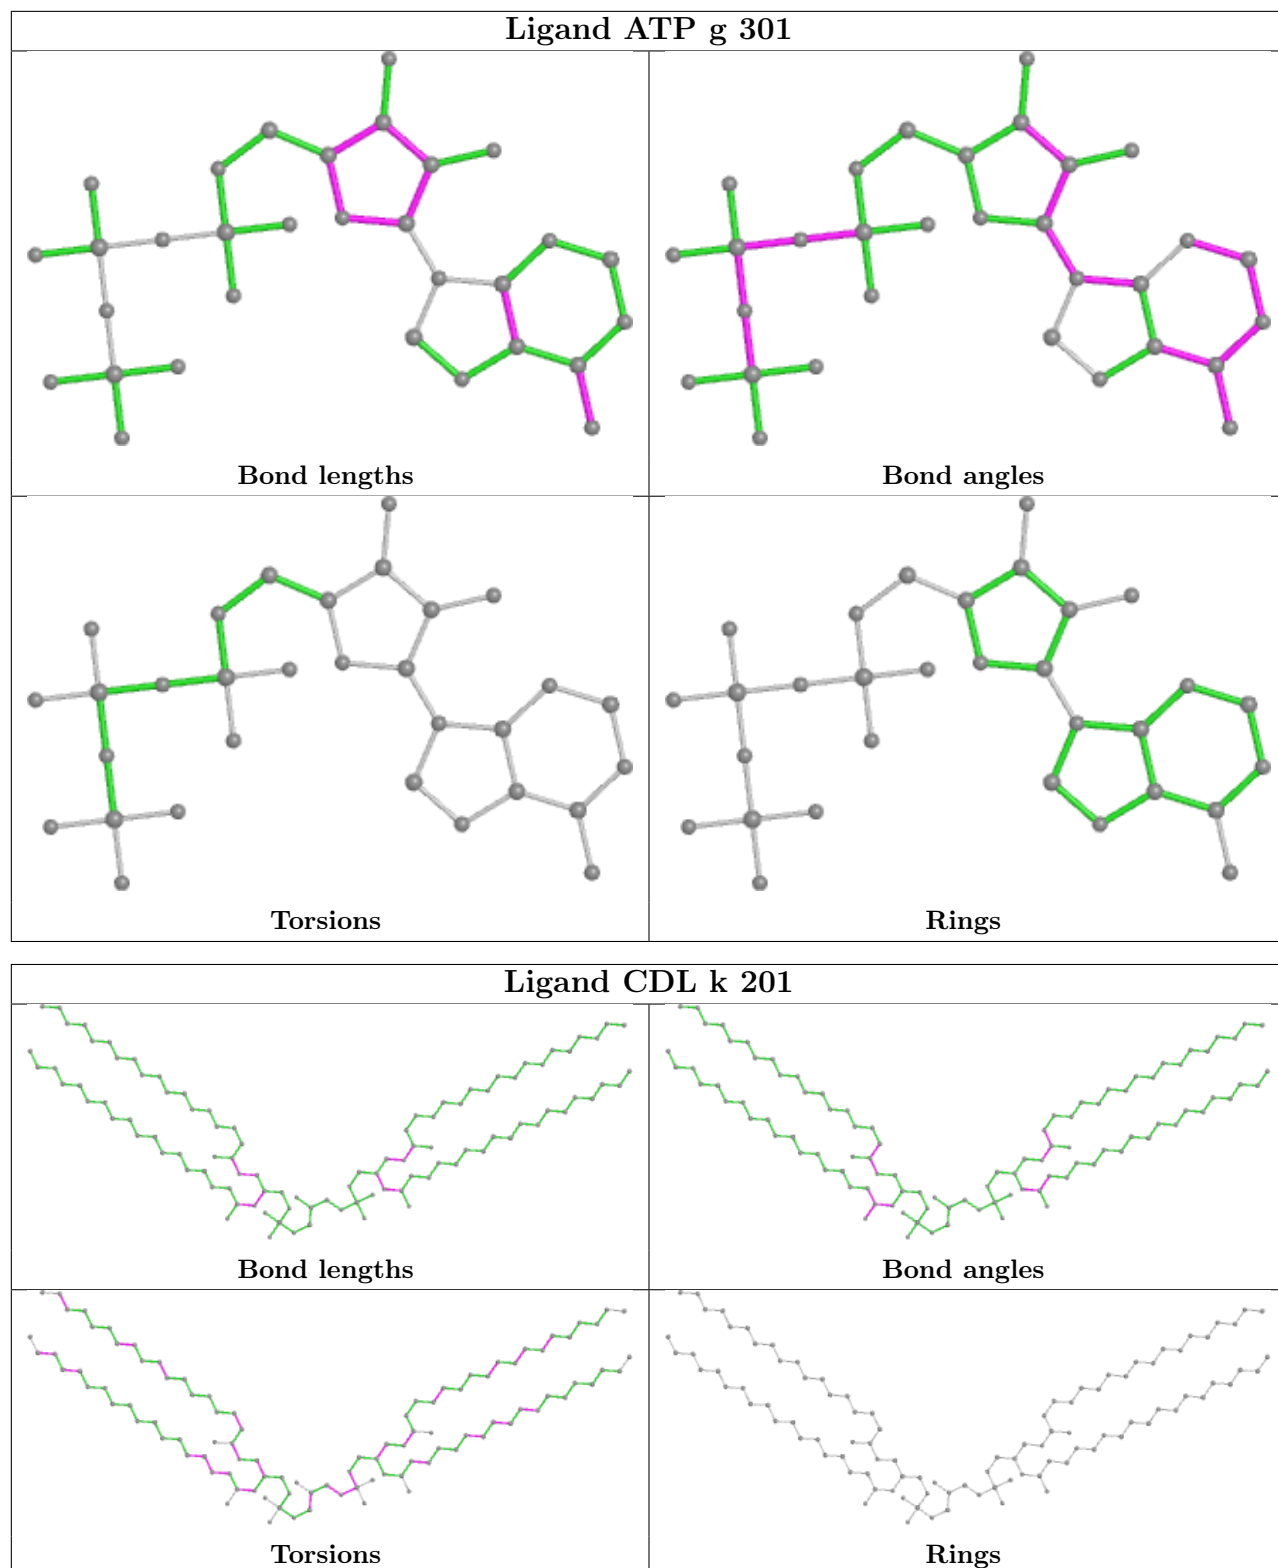 Ligand ATP g 301
Bond lengths
Bond angles
Torsions
Rings
Ligand CDL k 201
Bond lengths
Bond angles
Torsions
Rings